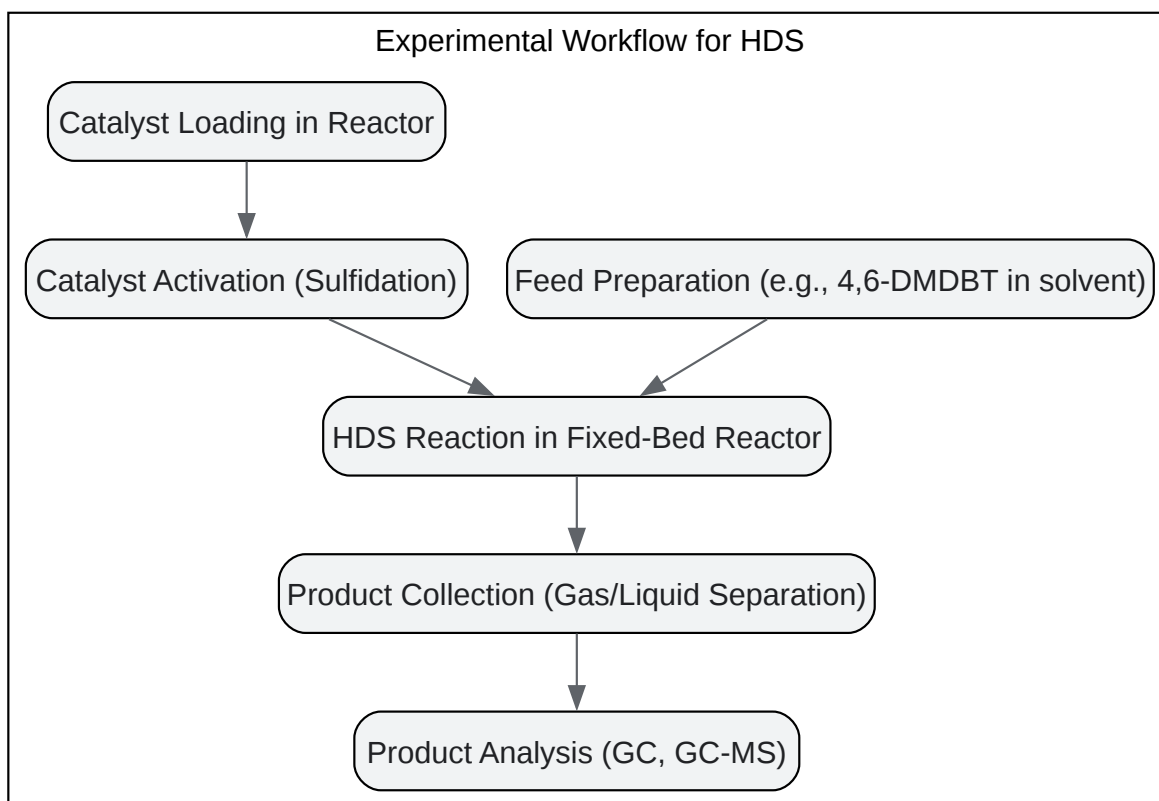 Experimental Workflow for HDS
Catalyst Loading in Reactor
Catalyst Activation (Sulfidation)
Feed Preparation (e.g., 4,6-DMDBT in solvent)
HDS Reaction in Fixed-Bed Reactor
Product Collection (Gas/Liquid Separation)
Product Analysis (GC, GC-MS)